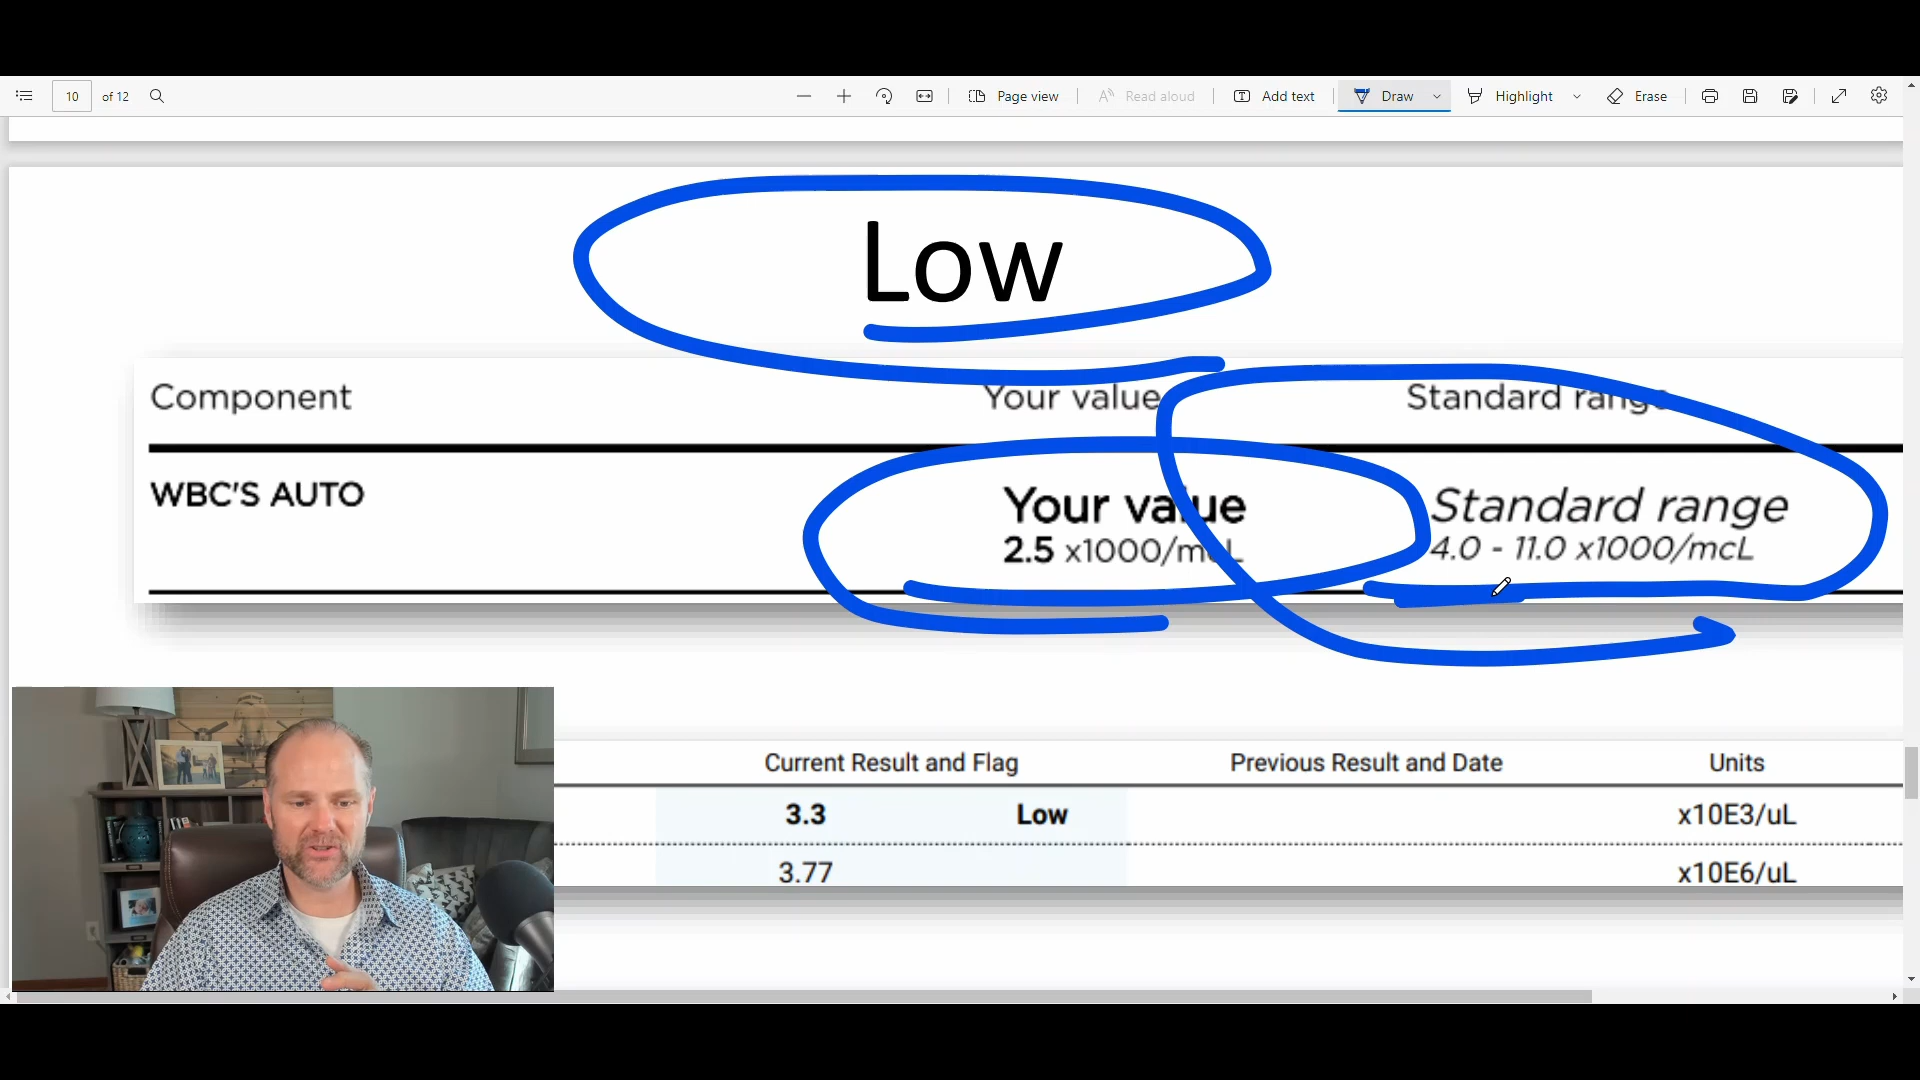 10 of 12 Page view Read aloud Add text Draw Highlight Erase
Low
Component Your value Standard range
WBC'S AUTO Your value Standard range
2.5 x1000/mcL 4.0 - 11.0 x1000/mcL
Current Result and Flag Previous Result and Date Units
3.3 Low x10E3/uL
3.77 x10E6/uL